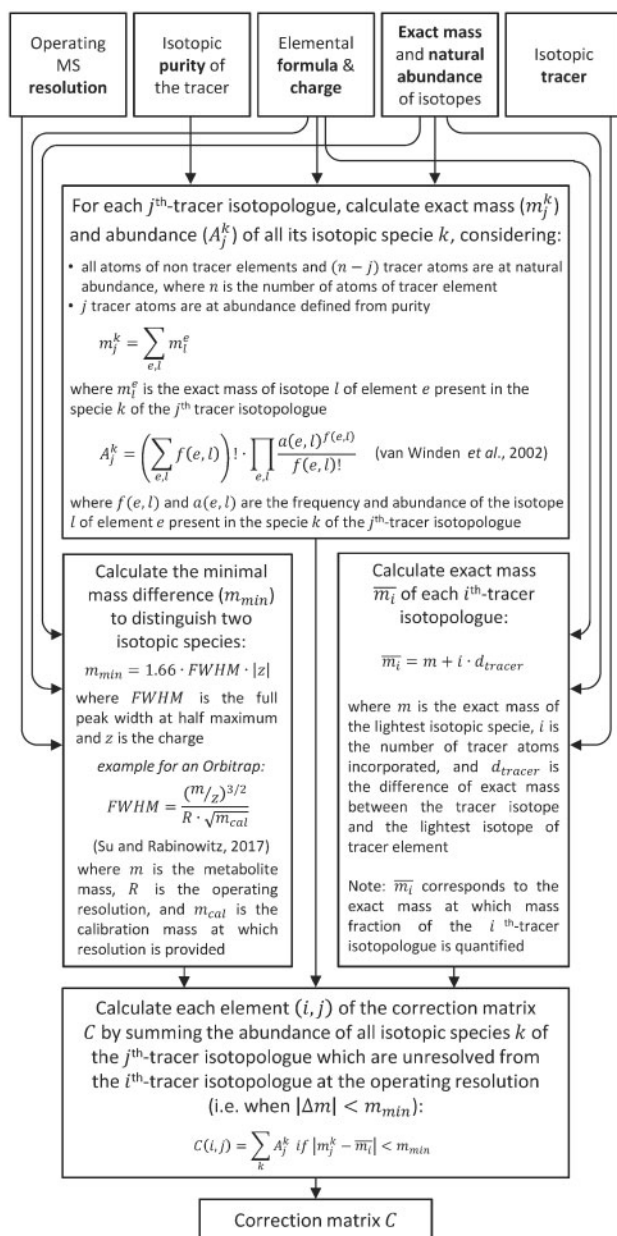 Operating
MS
resolution
Isotopic
purity of
the tracer
Elemental
formula &
charge
Exact mass
and natural
abundance
of isotopes
Isotopic
tracer
For each j^th-tracer isotopologue, calculate exact mass (m_j^k)
and abundance (A_j^k) of all its isotopic specie k, considering:
• all atoms of non tracer elements and (n − j) tracer atoms are at natural
abundance, where n is the number of atoms of tracer element
• j tracer atoms are at abundance defined from purity
m_j^k = ∑_{e,l} m_l^e
where m_l^e is the exact mass of isotope l of element e present in the
specie k of the j^th tracer isotopologue
A_j^k = (∑_{e,l} f(e,l))! · ∏_{e,l} a(e,l)^{f(e,l)} / f(e,l)! (van Winden et al., 2002)
where f(e,l) and a(e,l) are the frequency and abundance of the isotope
l of element e present in the specie k of the j^th-tracer isotopologue
Calculate the minimal
mass difference (m_min)
to distinguish two
isotopic species:
m_min = 1.66 · FWHM · |z|
where FWHM is the full
peak width at half maximum
and z is the charge
example for an Orbitrap:
FWHM = (m/z)^{3/2} / (R · √m_cal)
(Su and Rabinowitz, 2017)
where m is the metabolite
mass, R is the operating
resolution, and m_cal is the
calibration mass at which
resolution is provided
Calculate exact mass
m̅_i of each i^th-tracer
isotopologue:
m̅_i = m + i · d_tracer
where m is the exact mass of
the lightest isotopic specie, i is
the number of tracer atoms
incorporated, and d_tracer is
the difference of exact mass
between the tracer isotope
and the lightest isotope of
tracer element
Note: m̅_i corresponds to the
exact mass at which mass
fraction of the i ^th-tracer
isotopologue is quantified
Calculate each element (i,j) of the correction matrix
C by summing the abundance of all isotopic species k of
the j^th-tracer isotopologue which are unresolved from
the i^th-tracer isotopologue at the operating resolution
(i.e. when |Δm| < m_min):
C(i,j) = ∑_k A_j^k if |m_j^k − m̅_i| < m_min
Correction matrix C